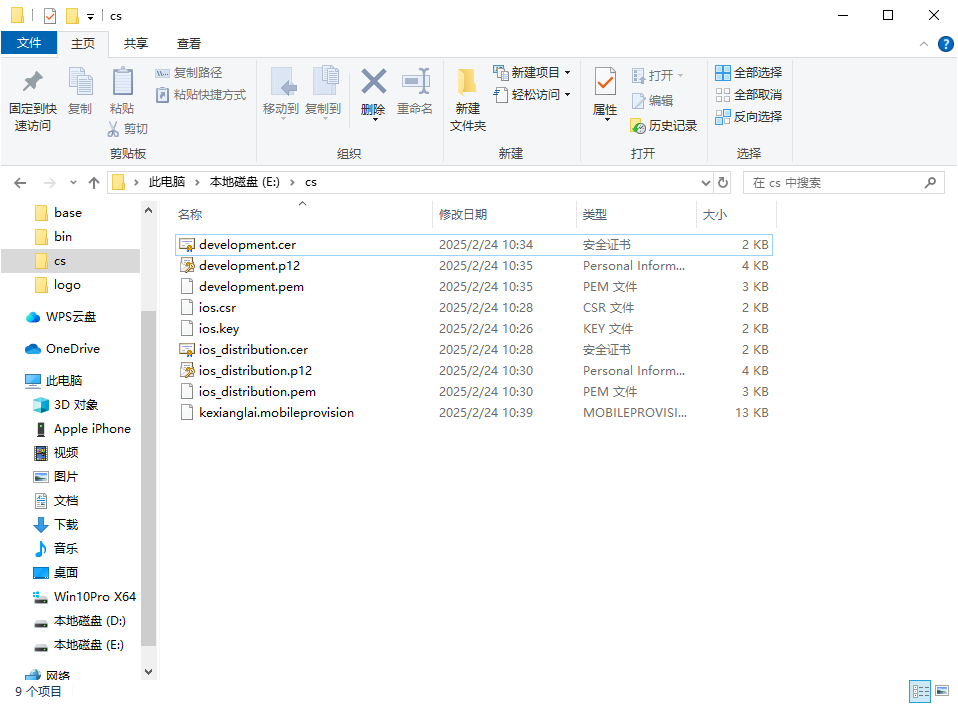 cs
文件 主页 共享 查看
固定到快
速访问
复制
粘贴
复制路径
粘贴快捷方式
剪切
剪贴板
移动到 复制到 删除 重命名
组织
新建
文件夹
新建项目
轻松访问
新建
属性
打开
编辑
历史记录
打开
全部选择
全部取消
反向选择
选择
此电脑 › 本地磁盘 (E:) › cs
在 cs 中搜索
base
bin
cs
logo
WPS云盘
OneDrive
此电脑
3D 对象
Apple iPhone
视频
图片
文档
下载
音乐
桌面
Win10Pro X64
本地磁盘 (D:)
本地磁盘 (E:)
网络
名称 修改日期 类型 大小
development.cer 2025/2/24 10:34 安全证书 2 KB
development.p12 2025/2/24 10:35 Personal Inform... 4 KB
development.pem 2025/2/24 10:35 PEM 文件 3 KB
ios.csr 2025/2/24 10:28 CSR 文件 2 KB
ios.key 2025/2/24 10:26 KEY 文件 2 KB
ios_distribution.cer 2025/2/24 10:28 安全证书 2 KB
ios_distribution.p12 2025/2/24 10:30 Personal Inform... 4 KB
ios_distribution.pem 2025/2/24 10:30 PEM 文件 3 KB
kexianglai.mobileprovision 2025/2/24 10:39 MOBILEPROVISI... 13 KB
9 个项目